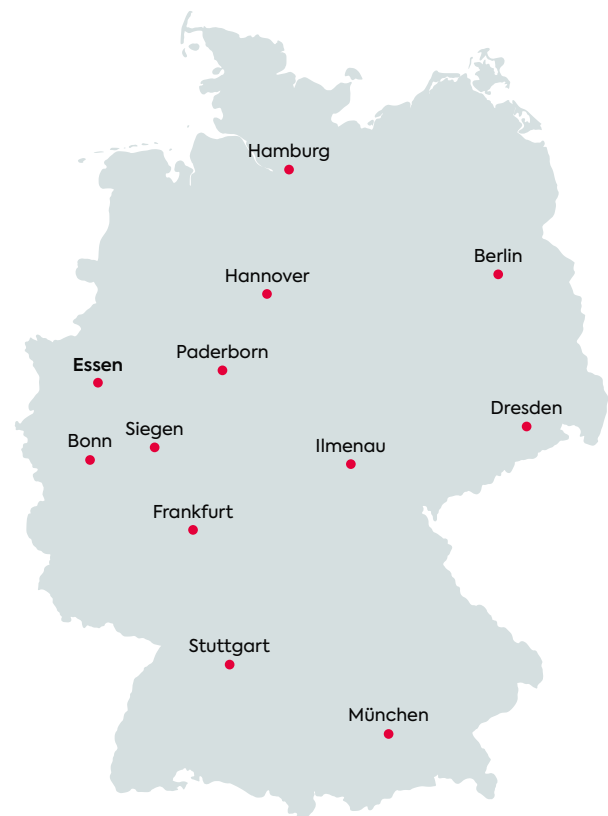 Hamburg
Berlin
Hannover
Paderborn
Essen
Dresden
Siegen
Bonn
Ilmenau
Frankfurt
Stuttgart
München